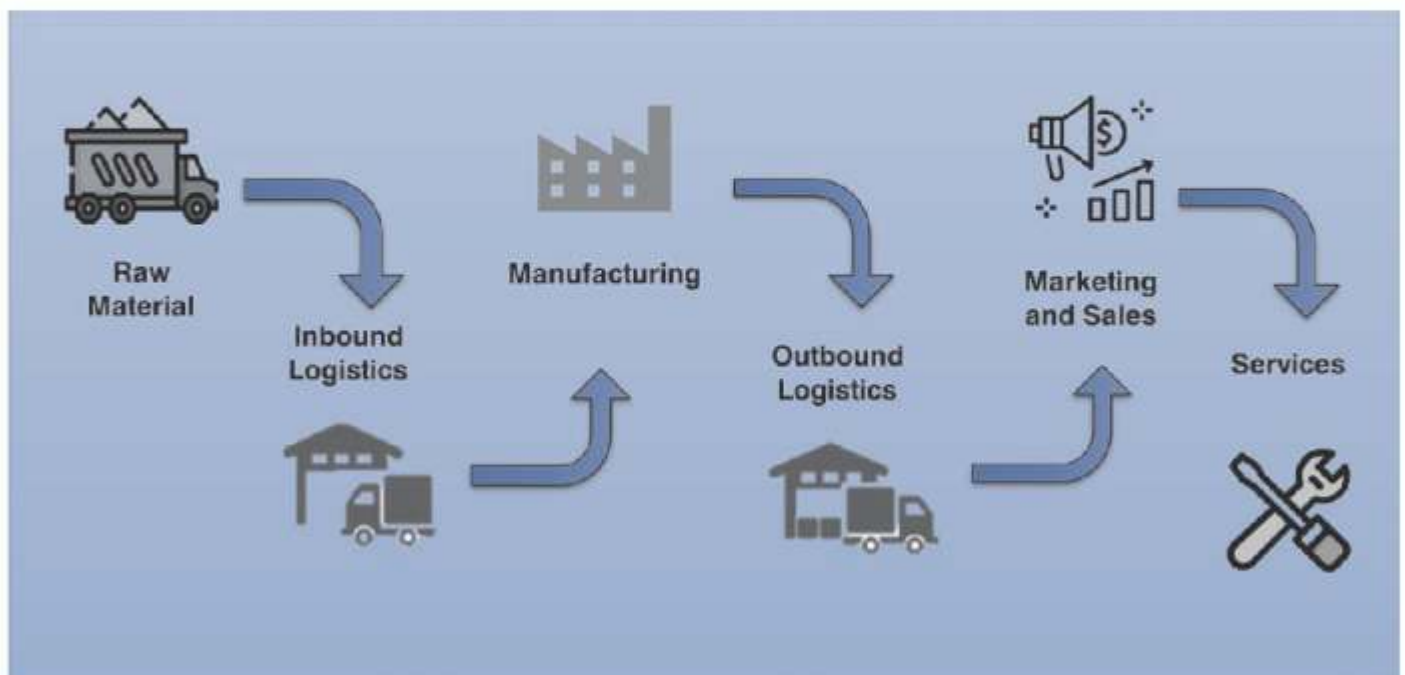 Raw
Material
Inbound
Logistics
Manufacturing
Outbound
Logistics
$
Marketing
and Sales
Services